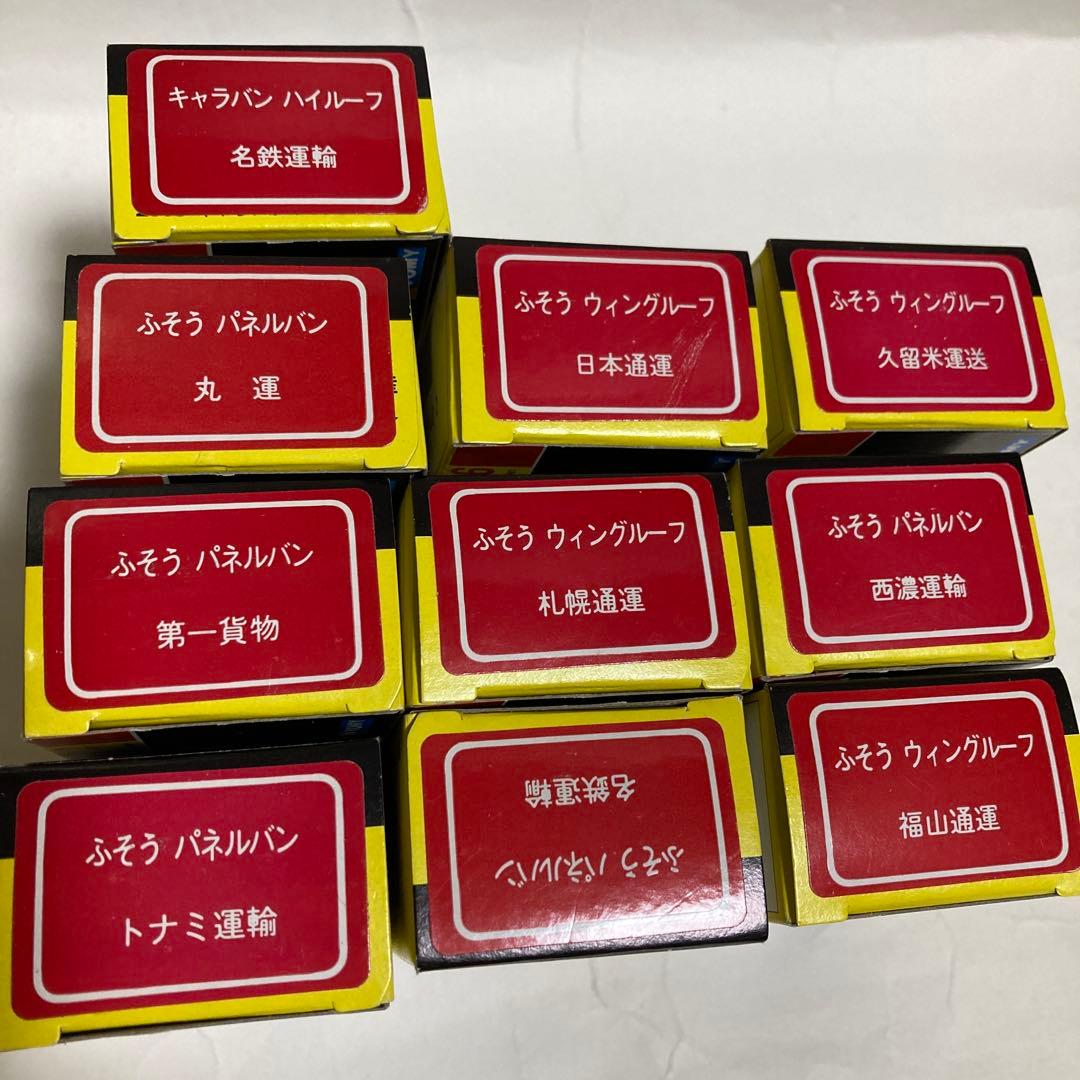 キャラバン ハイルーフ
名鉄運輸
ふそう パネルバン
丸 運
ふそう ウィングルーフ
日本通運
ふそう ウィングルーフ
久留米運送
ふそう パネルバン
第一貨物
ふそう ウィングルーフ
札幌通運
ふそう パネルバン
西濃運輸
ふそう パネルバン
トナミ運輸
ふそう パネルバン
名鉄運輸
ふそう ウィングルーフ
福山通運